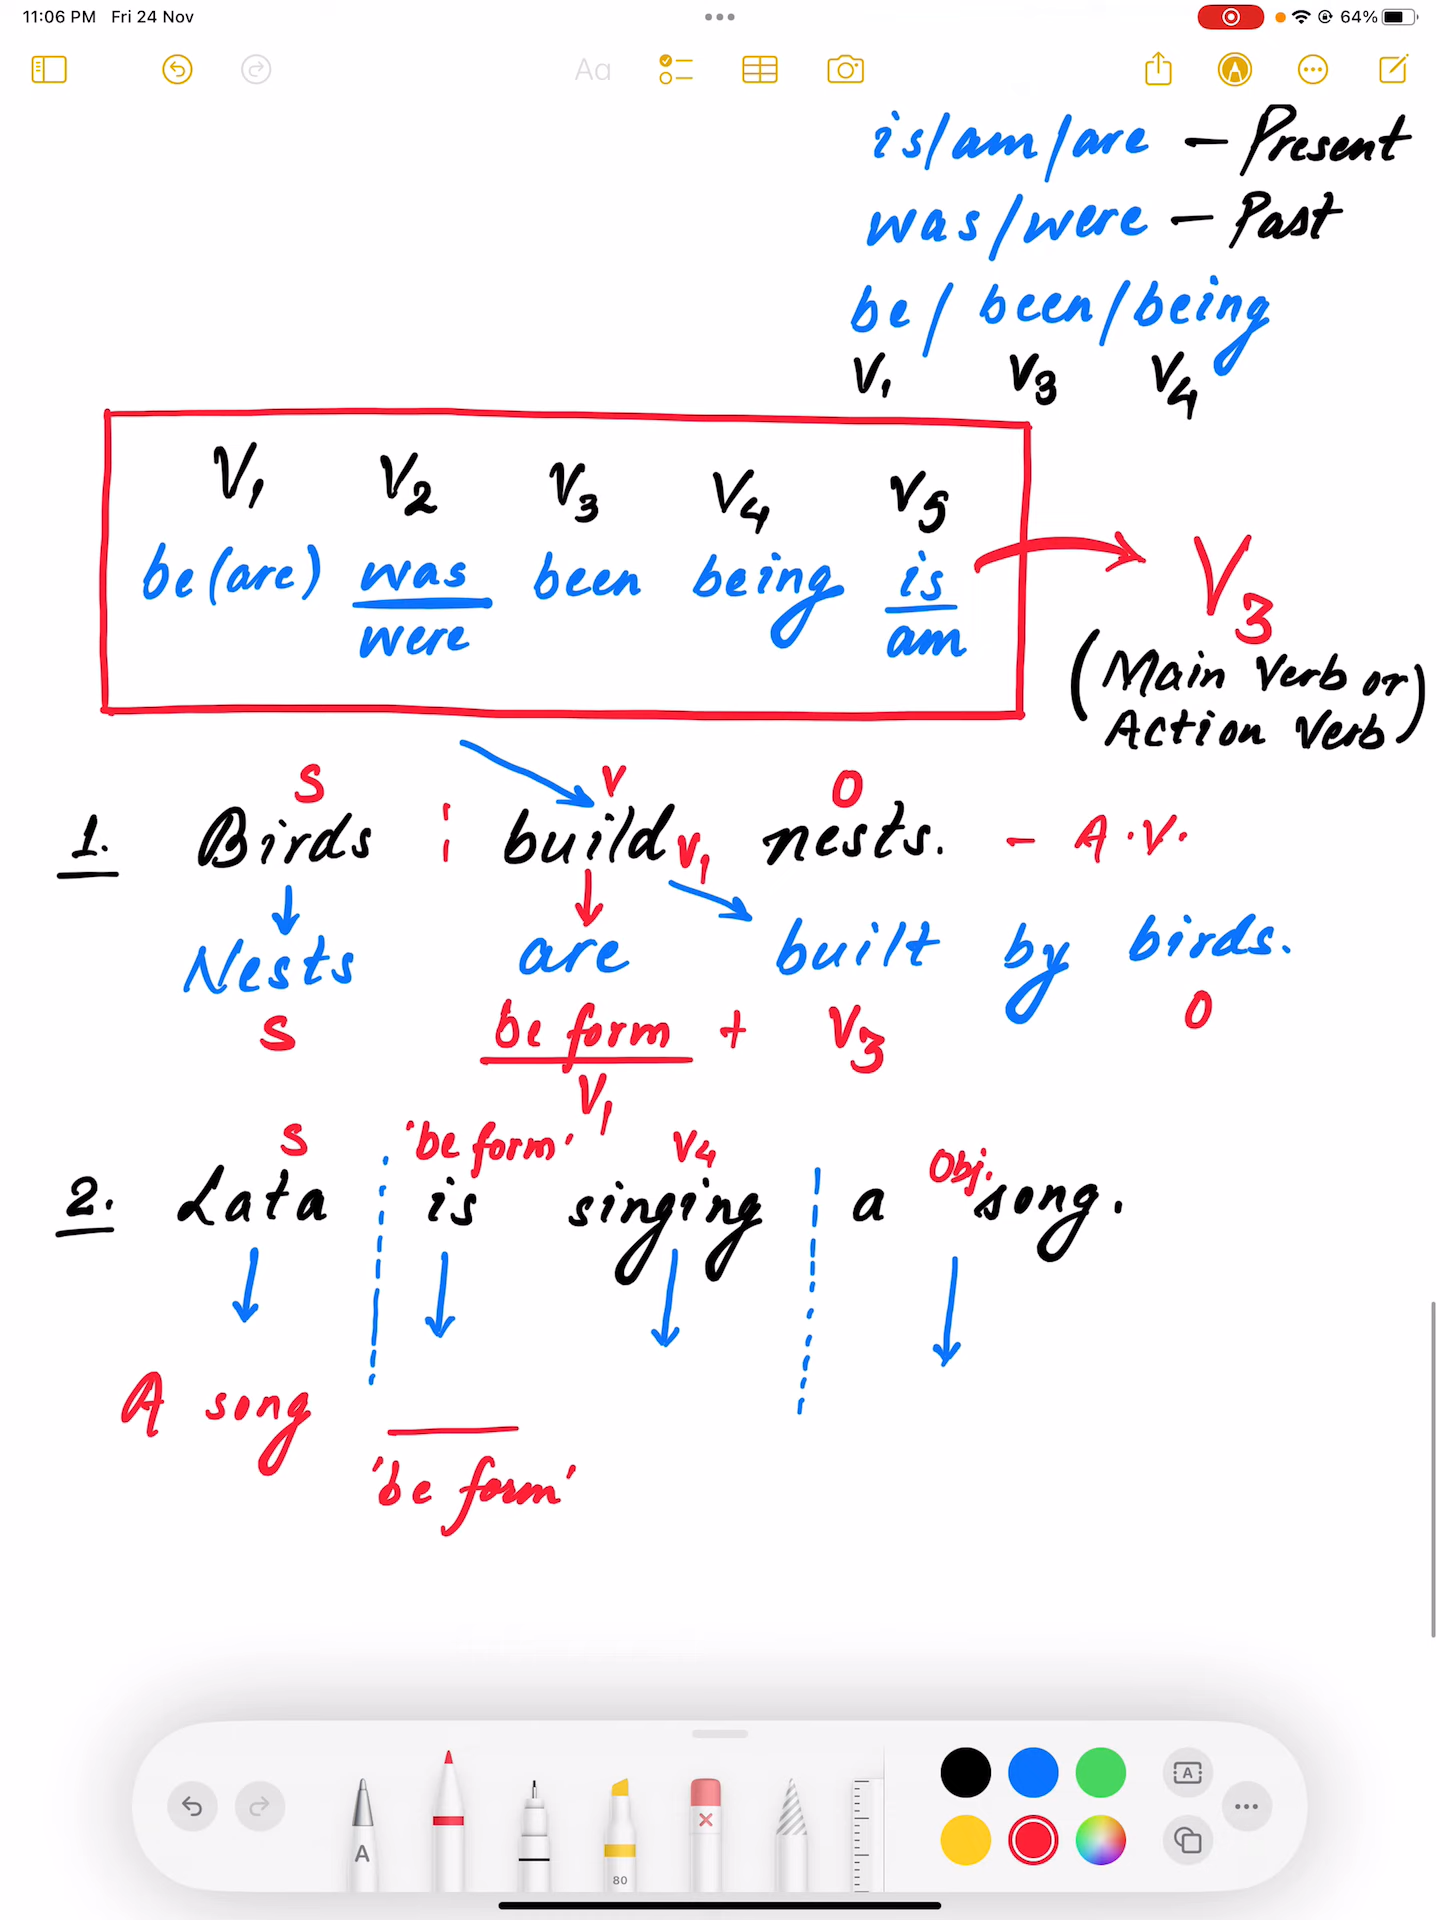 11:06 PM Fri 24 Nov 64%
Aa
is/am/are – Present
was/were – Past
be/ been/being
V1 V3 V4
V1 V2 V3 V4 V5
be(are) was been being is
were am
V3
(Main Verb or
Action Verb)
S V O
1. Birds build V1 nests. – A.V.
Nests are built by birds.
S be form + V3 O
V1
S 'be form' V4 Obj.
2. Lata is singing a song.
A song
'be form'
A
80
A